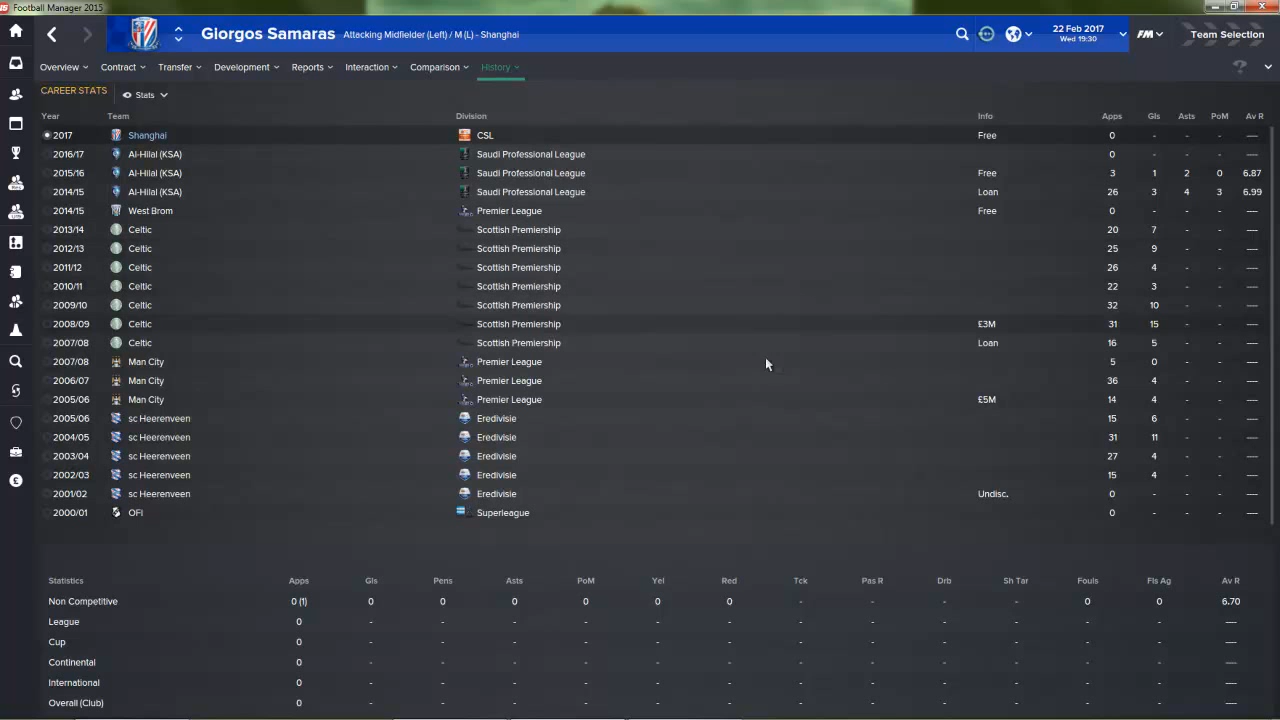 Football Manager 2015
Giorgos Samaras Attacking Midfielder (Left) / M (L) - Shanghai 22 Feb 2017 Wed 19:30 FM Team Selection
Overview Contract Transfer Development Reports Interaction Comparison History
CAREER STATS Stats
Year Team Division Info Apps Gls Asts PoM Av R
2017 Shanghai CSL Free 0 - - - ---
2016/17 Al-Hilal (KSA) Saudi Professional League 0 - - - ---
2015/16 Al-Hilal (KSA) Saudi Professional League Free 3 1 2 0 6.87
2014/15 Al-Hilal (KSA) Saudi Professional League Loan 26 3 4 3 6.99
2014/15 West Brom Premier League Free 0 - - - ---
2013/14 Celtic Scottish Premiership 20 7 - - ---
2012/13 Celtic Scottish Premiership 25 9 - - ---
2011/12 Celtic Scottish Premiership 26 4 - - ---
2010/11 Celtic Scottish Premiership 22 3 - - ---
2009/10 Celtic Scottish Premiership 32 10 - - ---
2008/09 Celtic Scottish Premiership £3M 31 15 - - ---
2007/08 Celtic Scottish Premiership Loan 16 5 - - ---
2007/08 Man City Premier League 5 0 - - ---
2006/07 Man City Premier League 36 4 - - ---
2005/06 Man City Premier League £5M 14 4 - - ---
2005/06 sc Heerenveen Eredivisie 15 6 - - ---
2004/05 sc Heerenveen Eredivisie 31 11 - - ---
2003/04 sc Heerenveen Eredivisie 27 4 - - ---
2002/03 sc Heerenveen Eredivisie 15 4 - - ---
2001/02 sc Heerenveen Eredivisie Undisc. 0 - - - ---
2000/01 OFI Superleague 0 - - - ---
Statistics Apps Gls Pens Asts PoM Yel Red Tck Pas R Drb Sh Tar Fouls Fls Ag Av R
Non Competitive 0 (1) 0 0 0 0 0 0 - - - - 0 0 6.70
League 0 - - - - - - - - - - - - ---
Cup 0 - - - - - - - - - - - - ---
Continental 0 - - - - - - - - - - - - ---
International 0 - - - - - - - - - - - - ---
Overall (Club) 0 - - - - - - - - - - - - ---